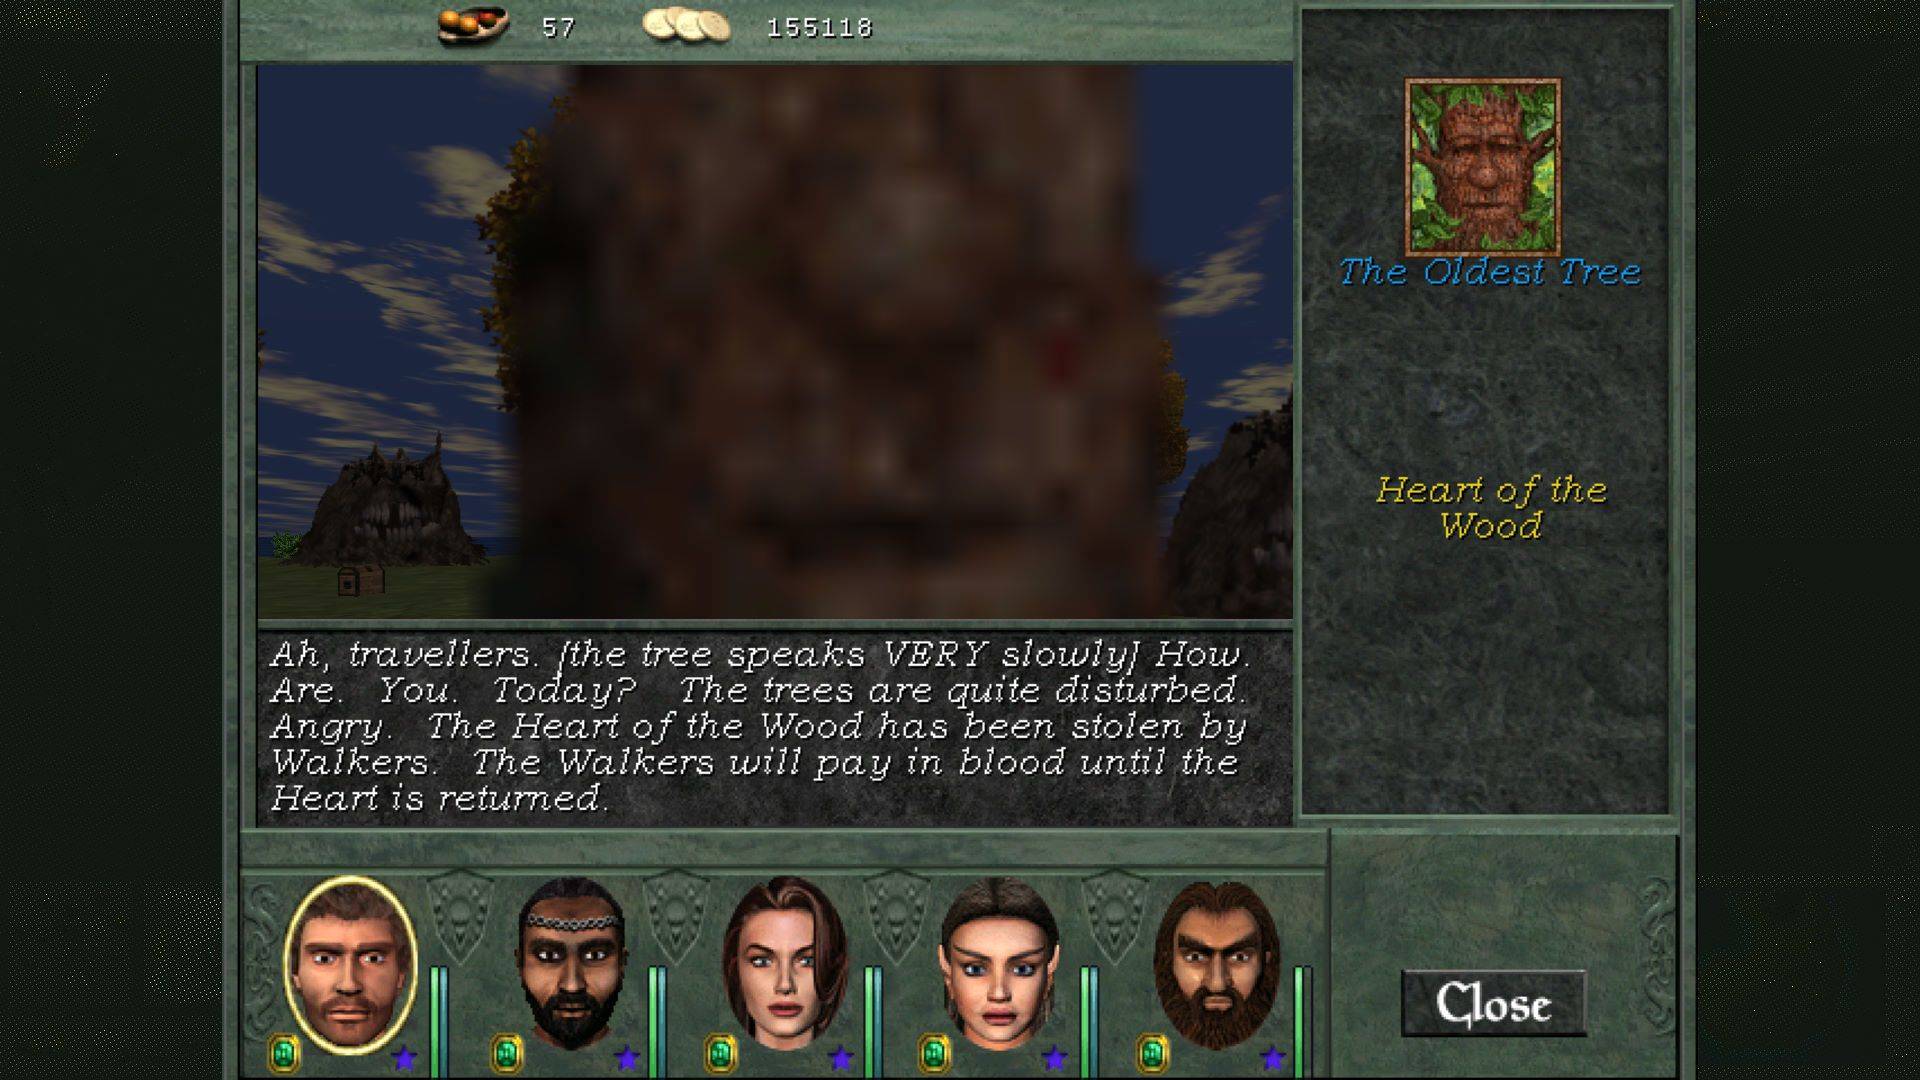 57 155118
The Oldest Tree
Heart of the
Wood
Ah, travellers. [the tree speaks VERY slowly] How.
Are. You. Today? The trees are quite disturbed.
Angry. The Heart of the Wood has been stolen by
Walkers. The Walkers will pay in blood until the
Heart is returned.
Close